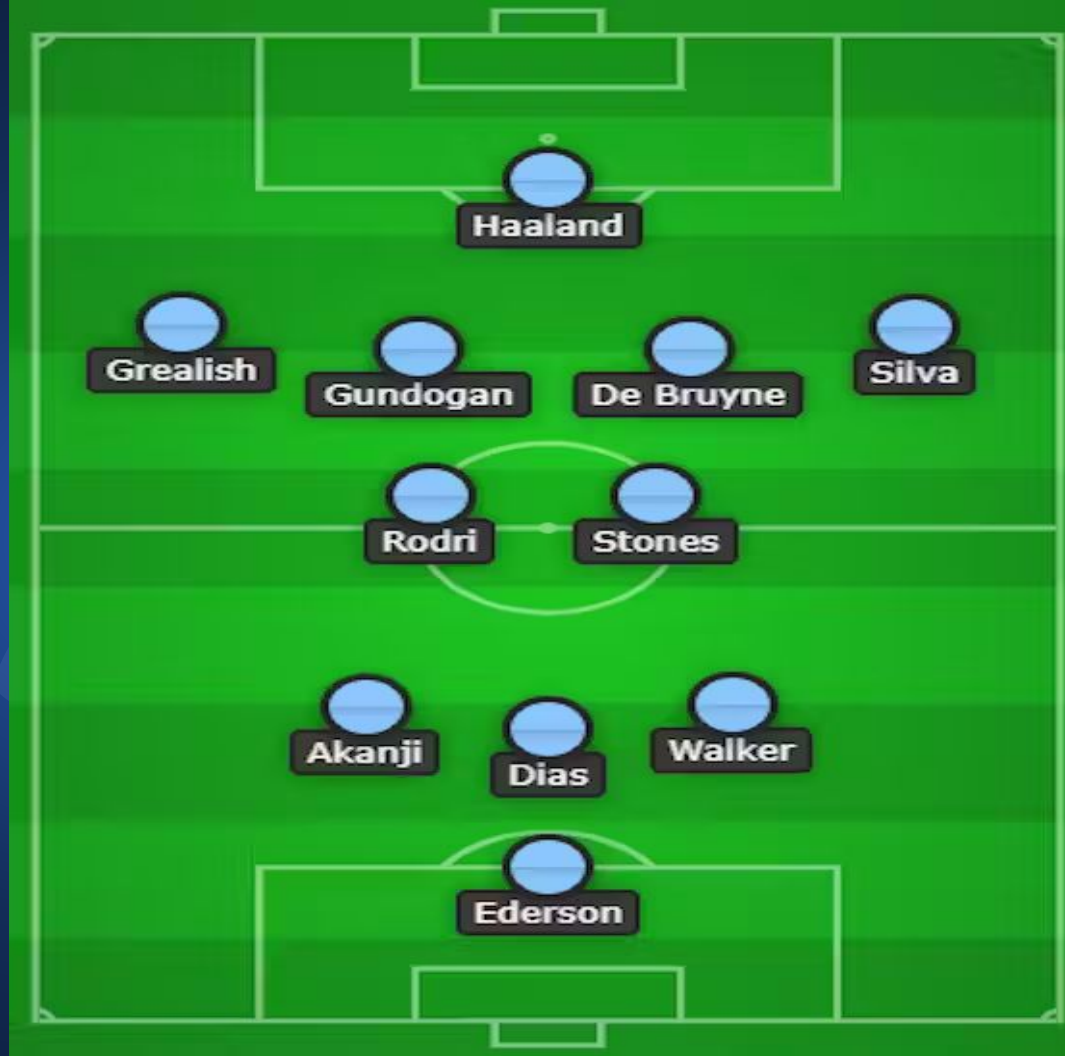 Haaland
Grealish
Gundogan
De Bruyne
Silva
Rodri
Stones
Akanji
Dias
Walker
Ederson